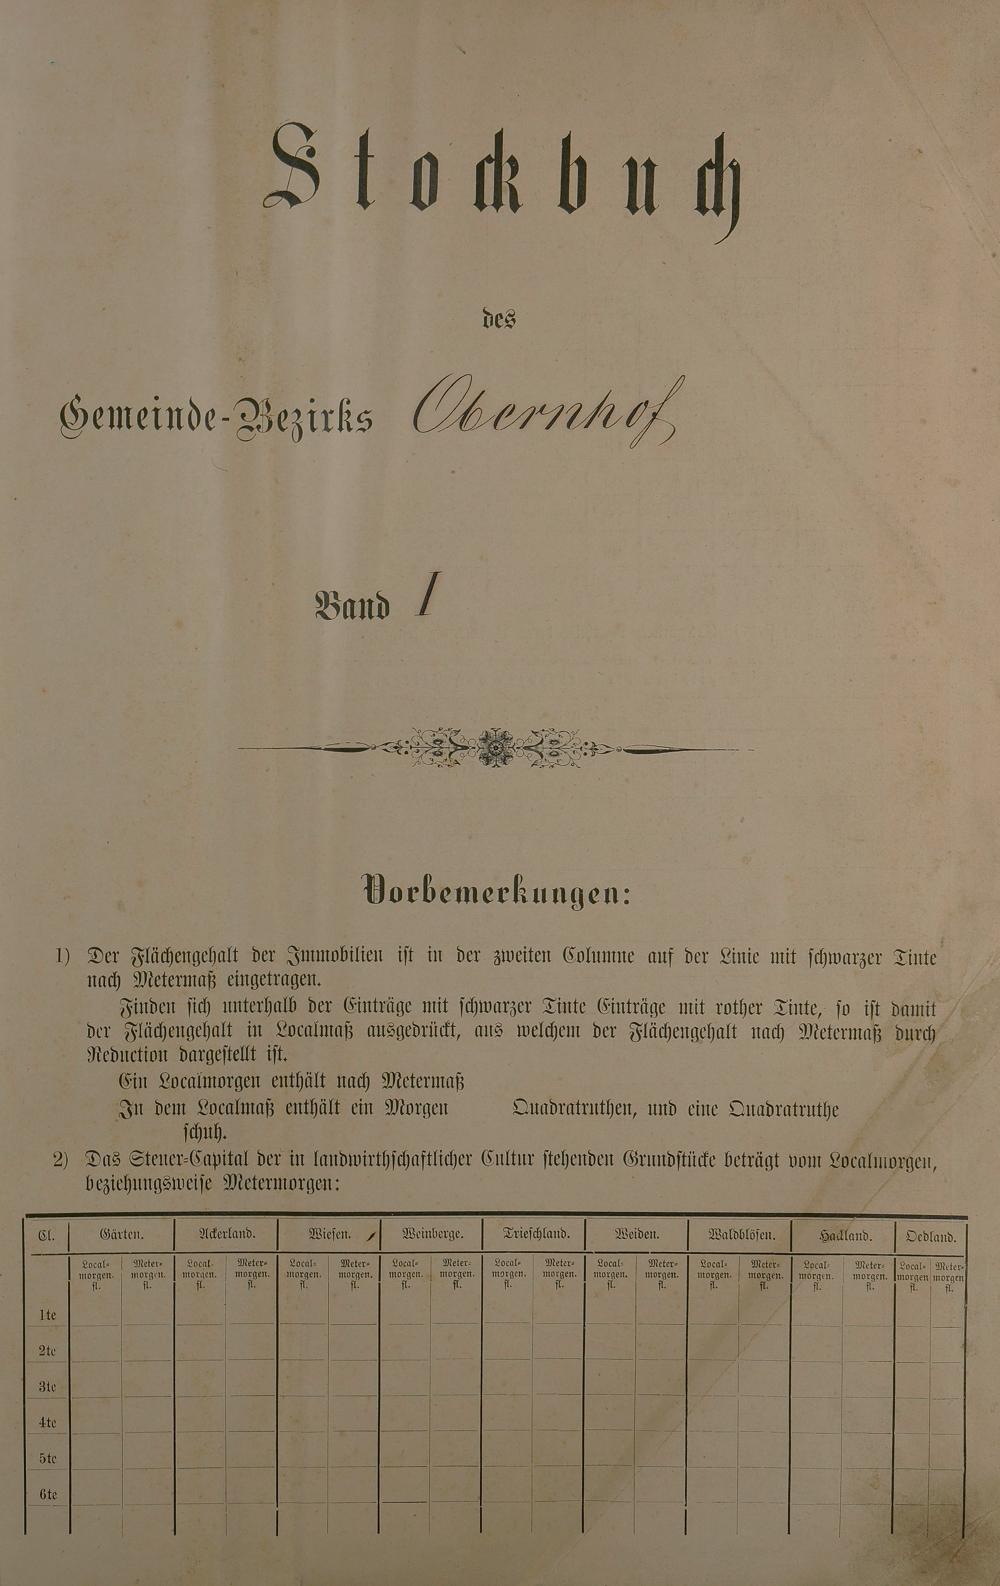 Stockbuch
des
Gemeinde-Bezirks Obernhof
Band I
Vorbemerkungen:
1) Der Flächengehalt der Immobilien ist in der zweiten Columne auf der Linie mit schwarzer Tinte
nach Metermaß eingetragen.
Finden sich unterhalb der Einträge mit schwarzer Tinte Einträge mit rother Tinte, so ist damit
der Flächengehalt in Localmaß ausgedrückt, aus welchem der Flächengehalt nach Metermaß durch
Reduction dargestellt ist.
Ein Localmorgen enthält nach Metermaß
In dem Localmaß enthält ein Morgen Quadratruthen, und eine Quadratruthe
schuh.
2) Das Steuer-Capital der in landwirthschaftlicher Cultur stehenden Grundstücke beträgt vom Localmorgen,
beziehungsweise Metermorgen:
Cl. Gärten. Ackerland. Wiesen. Weinberge. Trieschland. Weiden. Waldblösen. Hackland. Oedland.
Local- Meter- Local- Meter- Local- Meter- Local- Meter- Local- Meter- Local- Meter- Local- Meter- Local- Meter- Local- Meter-
morgen. morgen. morgen. morgen. morgen. morgen. morgen. morgen. morgen. morgen. morgen. morgen. morgen. morgen. morgen. morgen. morgen morgen
fl. fl. fl. fl. fl. fl. fl. fl. fl. fl. fl. fl. fl. fl. fl. fl. fl. fl.
1te
2te
3te
4te
5te
6te